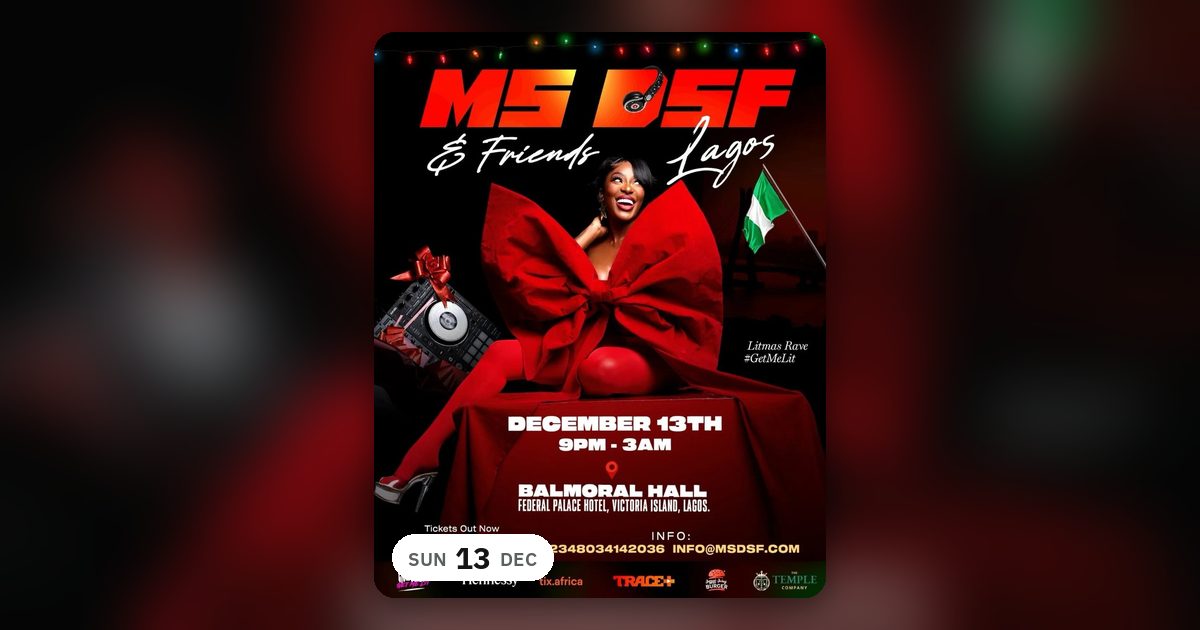 MS DSF
& Friends Lagos
Litmas Rave
#GetMeLit
DECEMBER 13TH
9PM - 3AM
BALMORAL HALL
FEDERAL PALACE HOTEL, VICTORIA ISLAND, LAGOS.
Tickets Out Now
INFO:
2348034142036 INFO@MSDSF.COM
SUN 13 DEC
Hennessy
tix.africa
TRACE+
BURGER
THE TEMPLE COMPANY